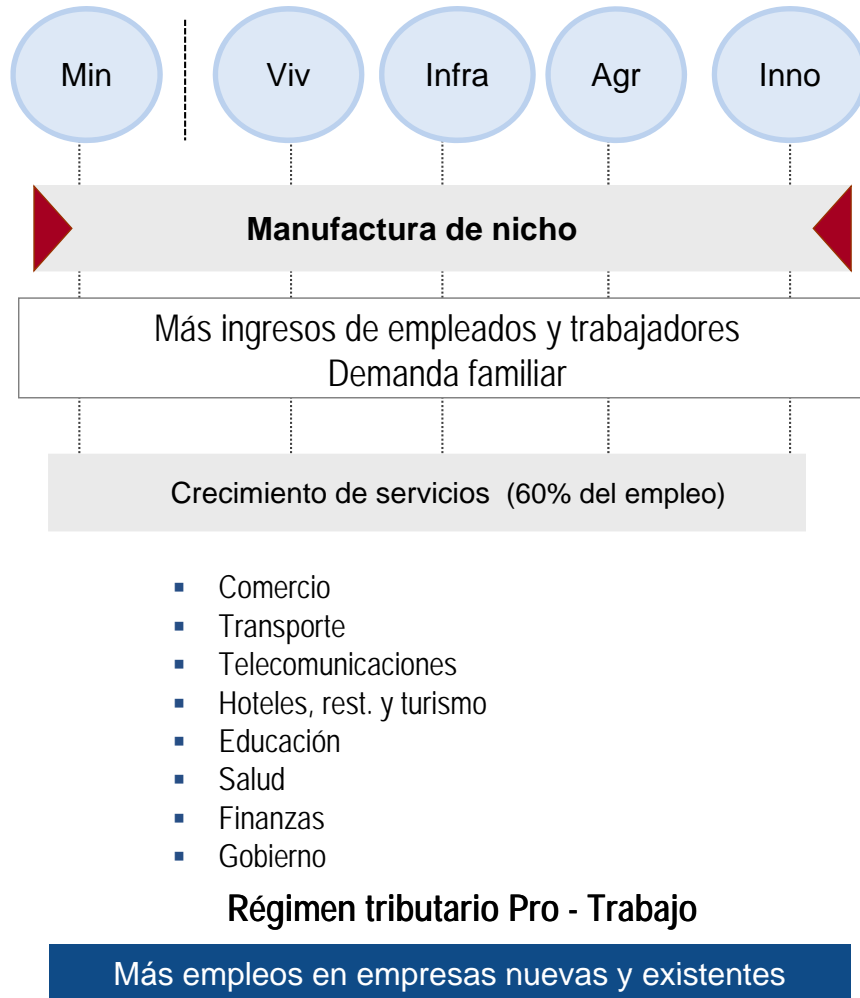 Min
Viv
Infra
Agr
Inno
Manufactura de nicho
Más ingresos de empleados y trabajadores
Demanda familiar
Crecimiento de servicios (60% del empleo)
▪ Comercio
▪ Transporte
▪ Telecomunicaciones
▪ Hoteles, rest. y turismo
▪ Educación
▪ Salud
▪ Finanzas
▪ Gobierno
Régimen tributario Pro - Trabajo
Más empleos en empresas nuevas y existentes